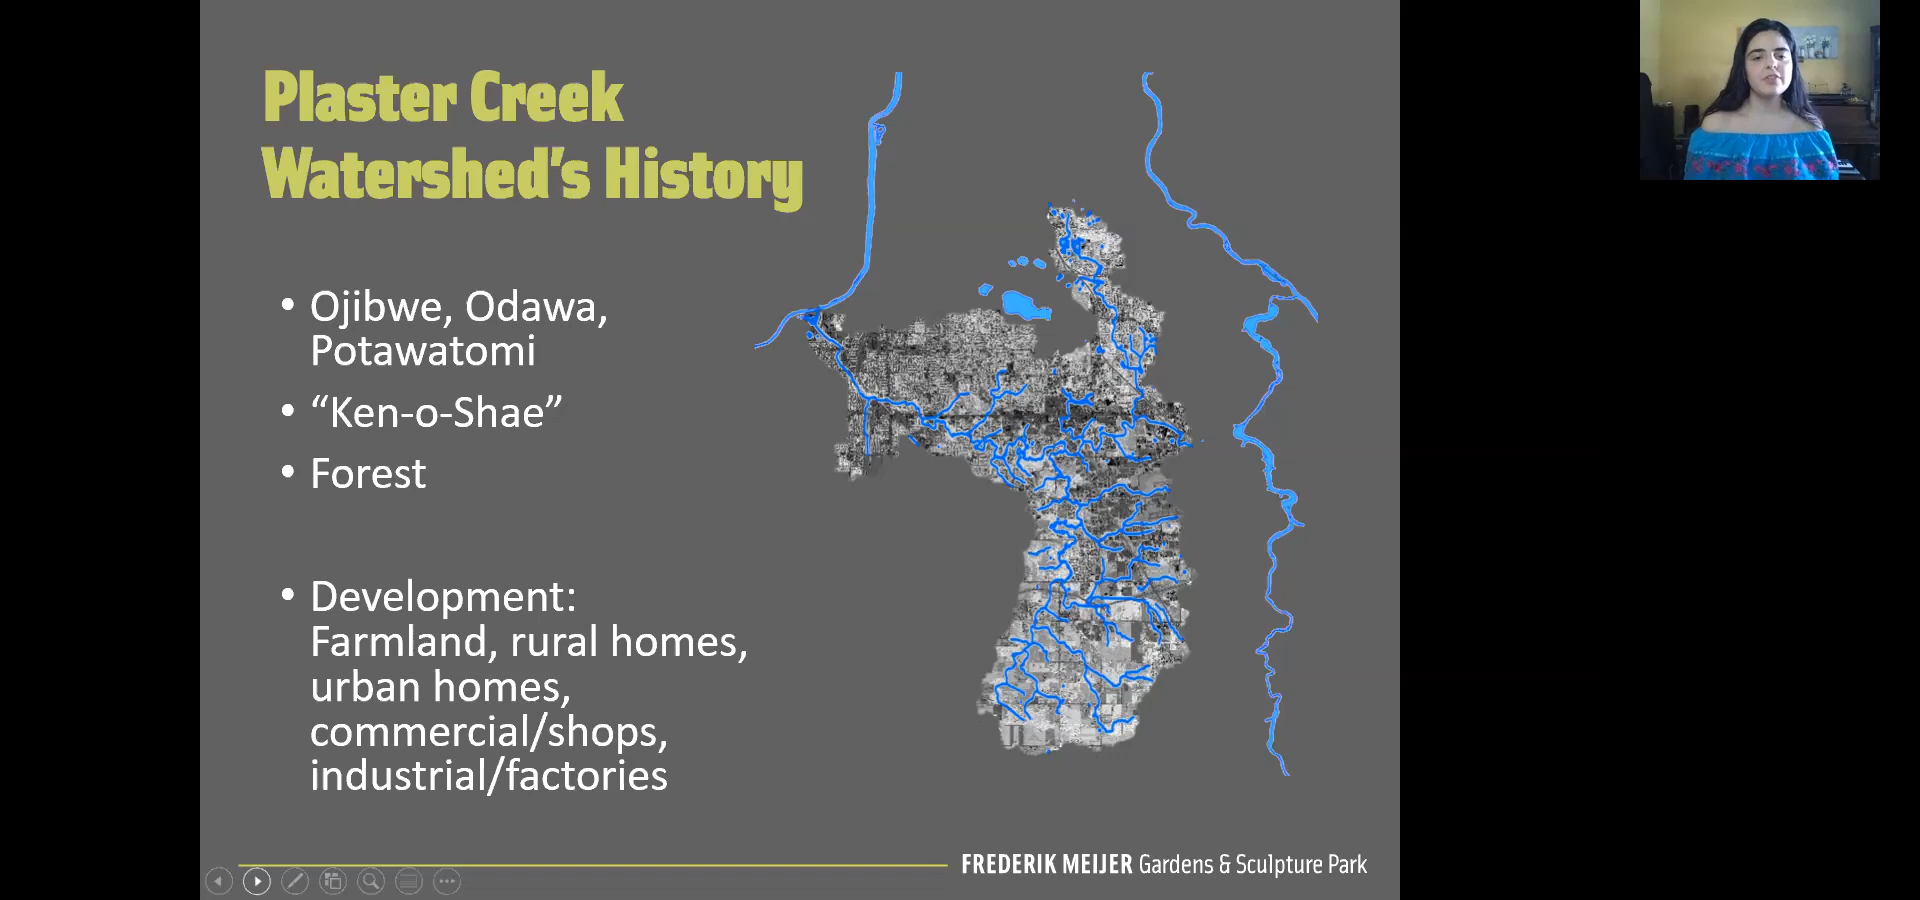 Plaster Creek
Watershed's History
• Ojibwe, Odawa,
Potawatomi
• “Ken-o-Shae”
• Forest
• Development:
Farmland, rural homes,
urban homes,
commercial/shops,
industrial/factories
FREDERIK MEIJER Gardens & Sculpture Park